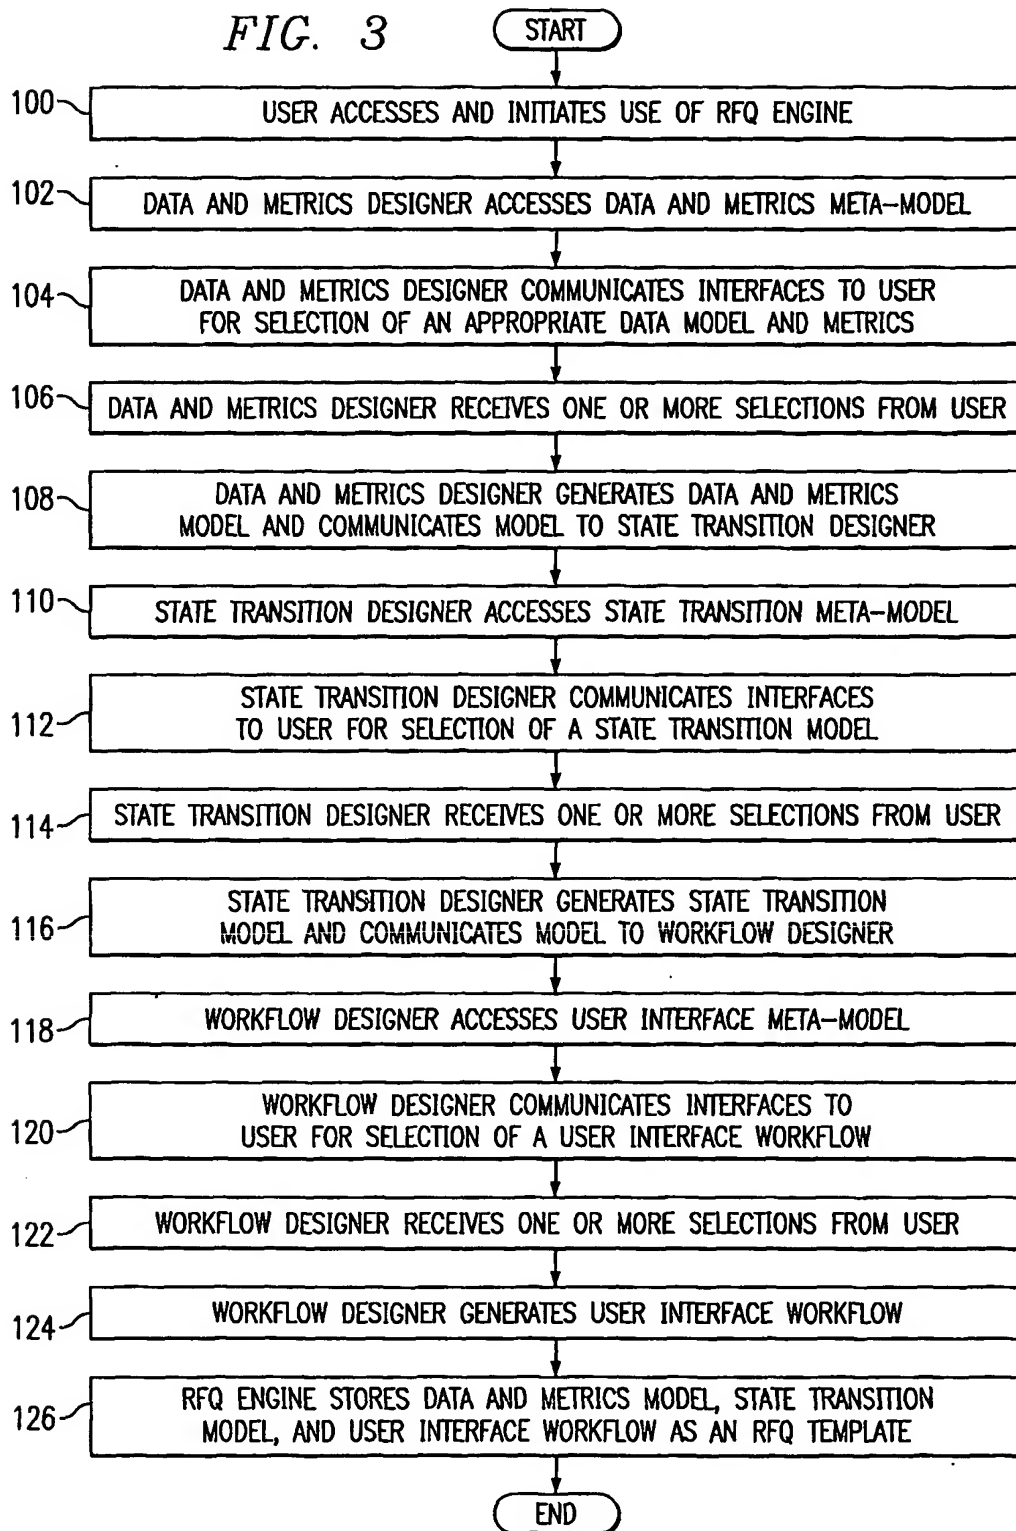 FIG. 3
START
100
USER ACCESSES AND INITIATES USE OF RFQ ENGINE
102
DATA AND METRICS DESIGNER ACCESSES DATA AND METRICS META-MODEL
104
DATA AND METRICS DESIGNER COMMUNICATES INTERFACES TO USER
FOR SELECTION OF AN APPROPRIATE DATA MODEL AND METRICS
106
DATA AND METRICS DESIGNER RECEIVES ONE OR MORE SELECTIONS FROM USER
108
DATA AND METRICS DESIGNER GENERATES DATA AND METRICS
MODEL AND COMMUNICATES MODEL TO STATE TRANSITION DESIGNER
110
STATE TRANSITION DESIGNER ACCESSES STATE TRANSITION META-MODEL
112
STATE TRANSITION DESIGNER COMMUNICATES INTERFACES
TO USER FOR SELECTION OF A STATE TRANSITION MODEL
114
STATE TRANSITION DESIGNER RECEIVES ONE OR MORE SELECTIONS FROM USER
116
STATE TRANSITION DESIGNER GENERATES STATE TRANSITION
MODEL AND COMMUNICATES MODEL TO WORKFLOW DESIGNER
118
WORKFLOW DESIGNER ACCESSES USER INTERFACE META-MODEL
120
WORKFLOW DESIGNER COMMUNICATES INTERFACES TO
USER FOR SELECTION OF A USER INTERFACE WORKFLOW
122
WORKFLOW DESIGNER RECEIVES ONE OR MORE SELECTIONS FROM USER
124
WORKFLOW DESIGNER GENERATES USER INTERFACE WORKFLOW
126
RFQ ENGINE STORES DATA AND METRICS MODEL, STATE TRANSITION
MODEL, AND USER INTERFACE WORKFLOW AS AN RFQ TEMPLATE
END